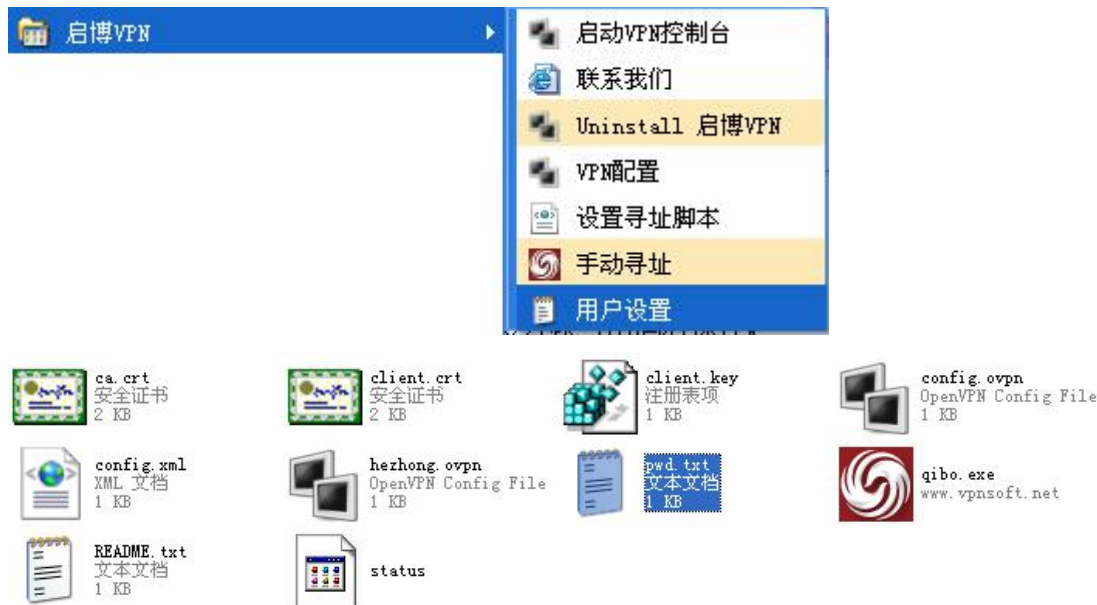 启博VPN
启动VPN控制台
联系我们
Uninstall 启博VPN
VPN配置
设置寻址脚本
手动寻址
用户设置
ca.crt
安全证书
2 KB
client.crt
安全证书
2 KB
client.key
注册表项
1 KB
config.ovpn
OpenVPN Config File
1 KB
config.xml
XML 文档
1 KB
hezhong.ovpn
OpenVPN Config File
1 KB
pwd.txt
文本文档
1 KB
qibo.exe
www.vpnsoft.net
README.txt
文本文档
1 KB
status